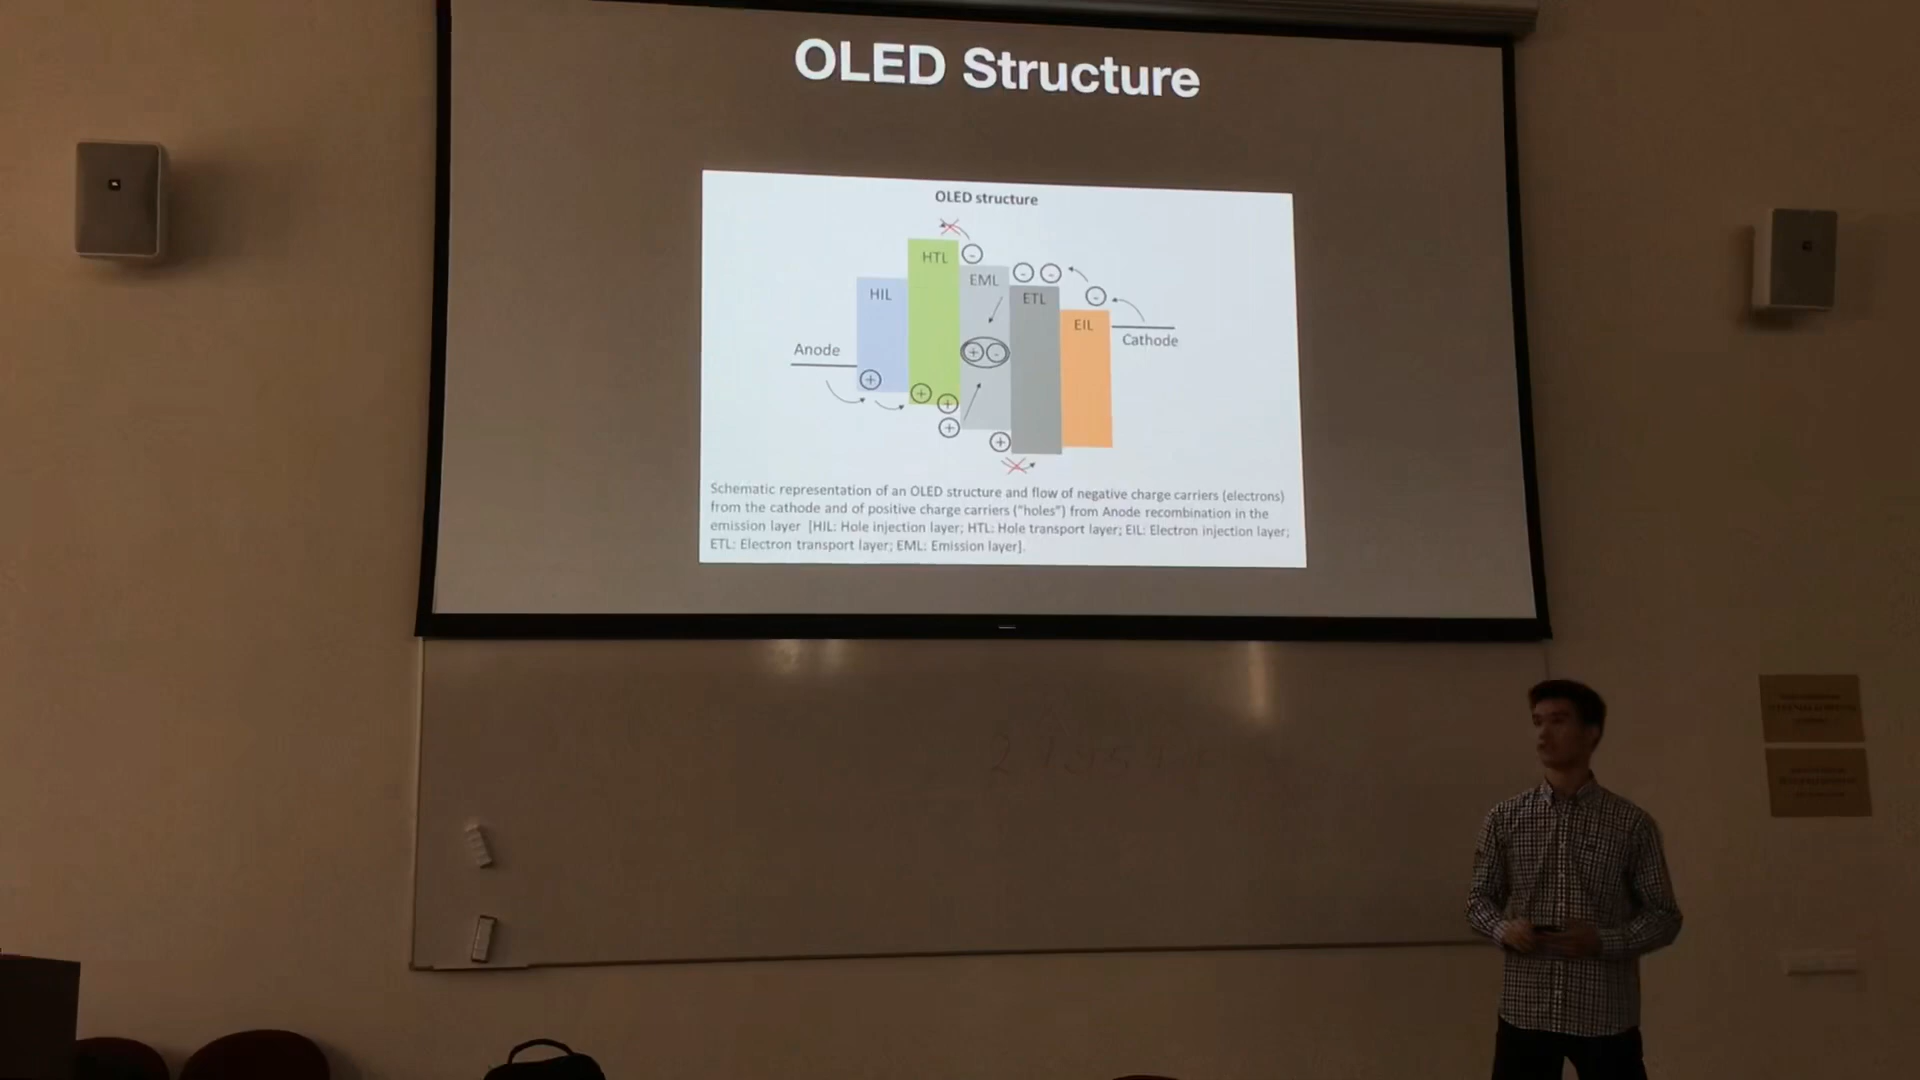 OLED Structure
OLED structure
HTL
EML
HIL
ETL
EIL
Anode
Cathode
Schematic representation of an OLED structure and flow of negative charge carriers (electrons)
from the cathode and of positive charge carriers ("holes") from Anode recombination in the
emission layer [HIL: Hole injection layer; HTL: Hole transport layer; EIL: Electron injection layer;
ETL: Electron transport layer; EML: Emission layer].